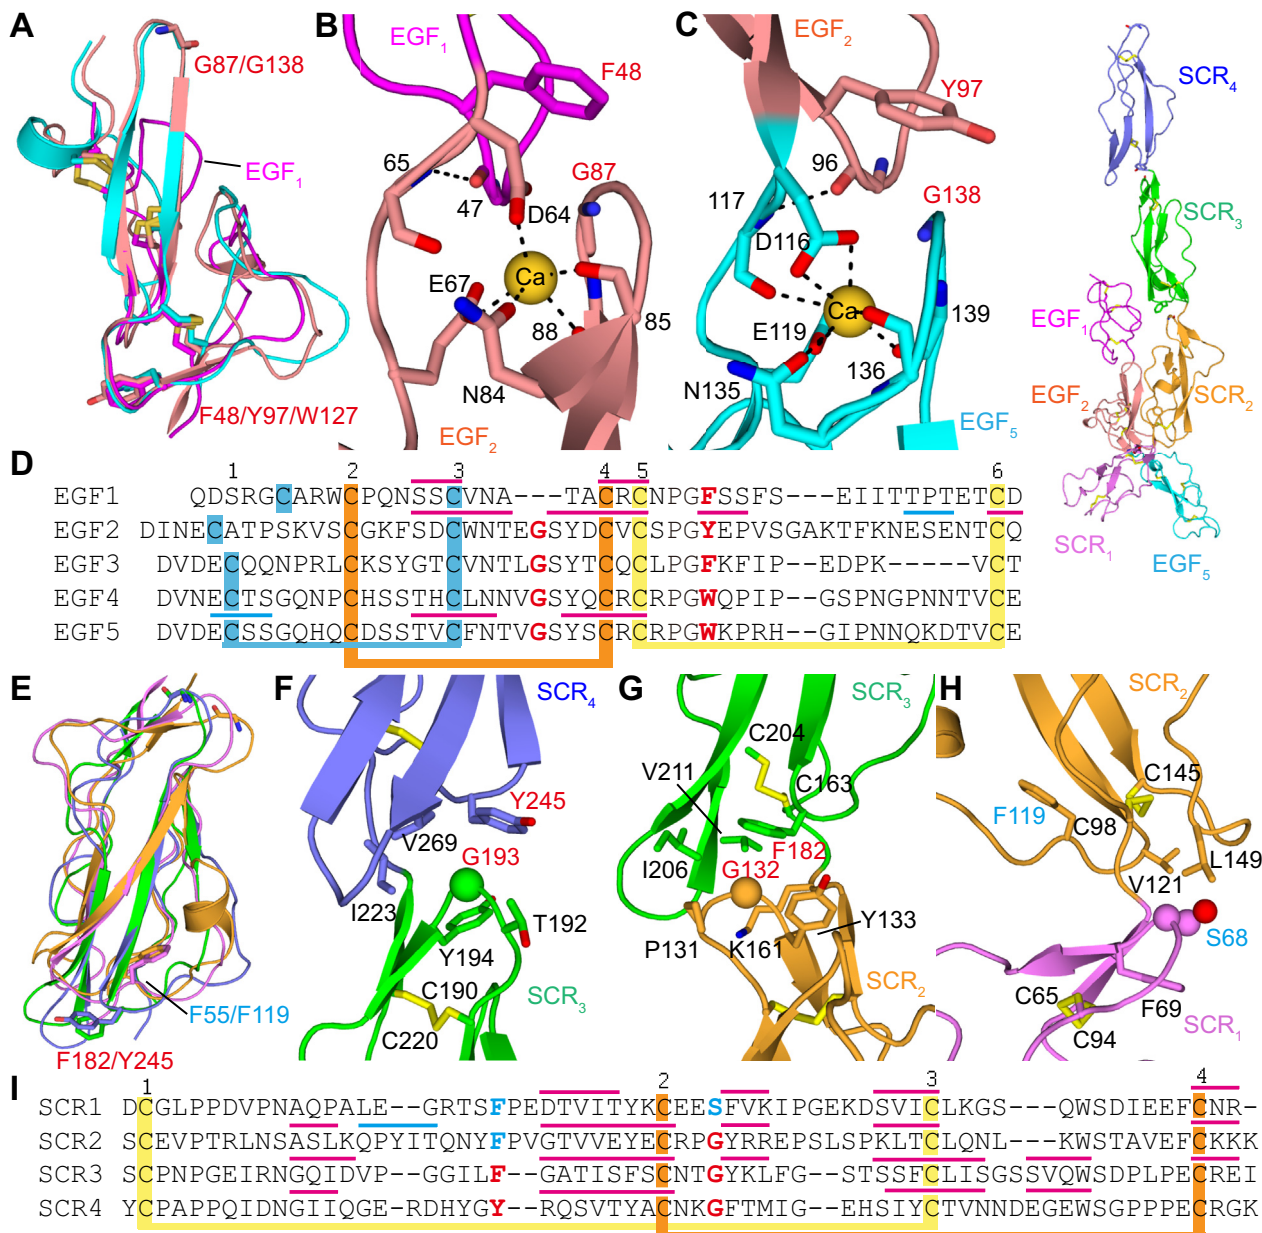 A
G87/G138
EGF1
F48/Y97/W127
B
EGF1
F48
65
47
D64
G87
E67
Ca
88
85
N84
EGF2
C
EGF2
Y97
96
117
G138
D116
E119
Ca
139
N135
136
EGF5
SCR4
SCR3
EGF1
EGF2
SCR2
SCR1
EGF5
D
1 2 3 4 5 6
EGF1 QDSRGCARWCPQNSSCVNA---TACRCNPGFSSFS---EIITTPTETCD
EGF2 DINECATPSKVSCGKFSDCWNTEGSYDCVCSPGYEPVSGAKTFKNESENTCQ
EGF3 DVDECQQNPRLCKSYGTCVNTLGSYTCQCLPGFKFIP--EDPK-----VCT
EGF4 DVNECTSGQNPCHSSTHCLNNVGSYQCRCRPGWQPIP--GSPNGPNNTVCE
EGF5 DVDECSSGQHQCDSSTVCFNTVGSYSCRCRPGWKPRH--GIPNNQKDTVCE
E
F55/F119
F182/Y245
F
SCR4
Y245
V269
G193
I223
T192
Y194
C190
SCR3
C220
G
SCR3
C204
V211
C163
F182
I206
G132
Y133
P131
K161
SCR2
H
SCR2
C145
F119
C98
L149
V121
S68
C65
F69
SCR1
C94
I
1 2 3 4
SCR1 DCGLPPDVPNAQPALE--GRTSFPEDTVITYKCEESFVKIPGEKDSVICLKGS---QWSDIEEFCNR-
SCR2 SCEVPTRLNSASLKQPYITQNYFPVGTVVEYECRPGYRREPSLSPKLTCLQNL---KWSTAVEFCKKK
SCR3 SCPNPGEIRNGQIDVP--GGILF--GATISFSCNTGYKLFG--STSSFCLISGSSVQWSDPLPECREI
SCR4 YCPAPPQIDNGIIQGE-RDHYGY--RQSVTYACNKGFTMIG--EHSIYCTVNNDEGEWSGPPPECRGK